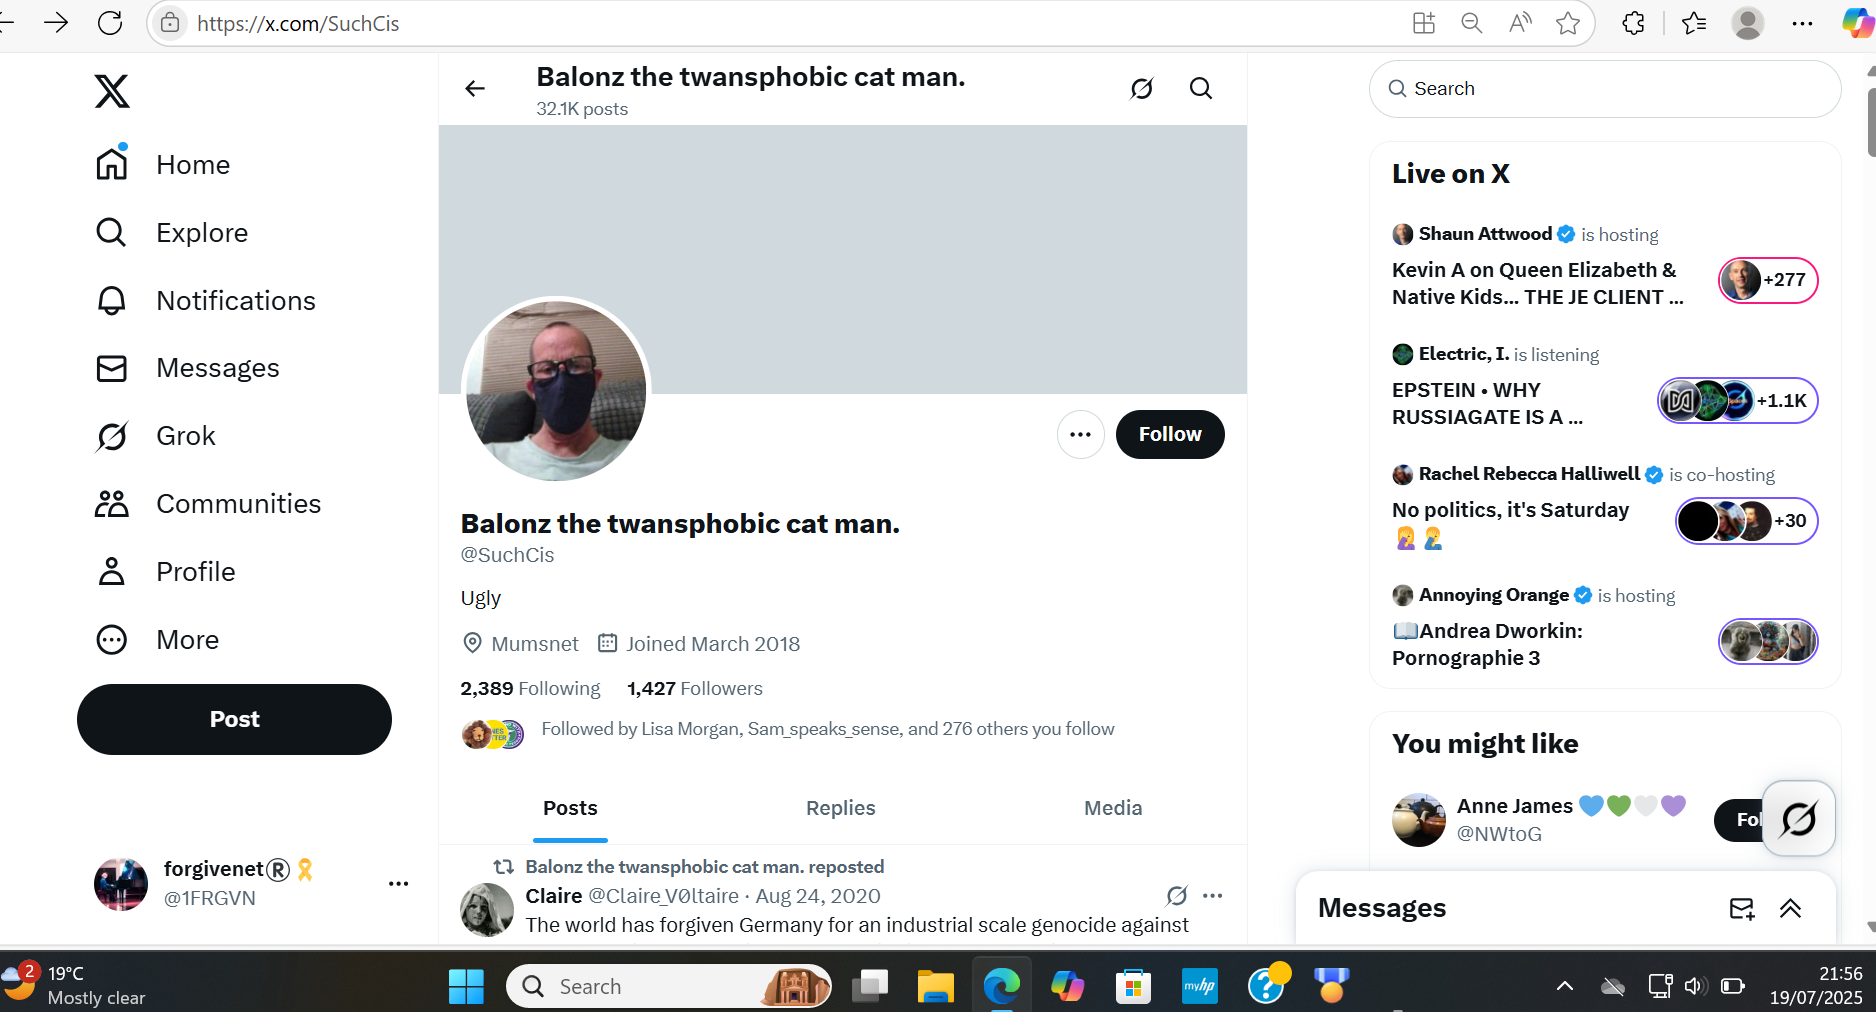 https://x.com/SuchCis
Home
Explore
Notifications
Messages
Grok
Communities
Profile
More
Post
forgivenet®🎗
@1FRGVN
Balonz the twansphobic cat man.
32.1K posts
Follow
Balonz the twansphobic cat man.
@SuchCis
Ugly
Mumsnet Joined March 2018
2,389 Following 1,427 Followers
Followed by Lisa Morgan, Sam_speaks_sense, and 276 others you follow
Posts Replies Media
Balonz the twansphobic cat man. reposted
Claire @Claire_V0ltaire · Aug 24, 2020
The world has forgiven Germany for an industrial scale genocide against
Search
Live on X
Shaun Attwood is hosting
Kevin A on Queen Elizabeth &
Native Kids... THE JE CLIENT ...
+277
Electric, I. is listening
EPSTEIN • WHY
RUSSIAGATE IS A ...
+1.1K
Rachel Rebecca Halliwell is co-hosting
No politics, it's Saturday
🤦‍♀️🤦‍♂️
+30
Annoying Orange is hosting
📖Andrea Dworkin:
Pornographie 3
You might like
Anne James 💙💚🤍💜
@NWtoG
Fol
Messages
2
19°C
Mostly clear
Search
myhp
21:56
19/07/2025